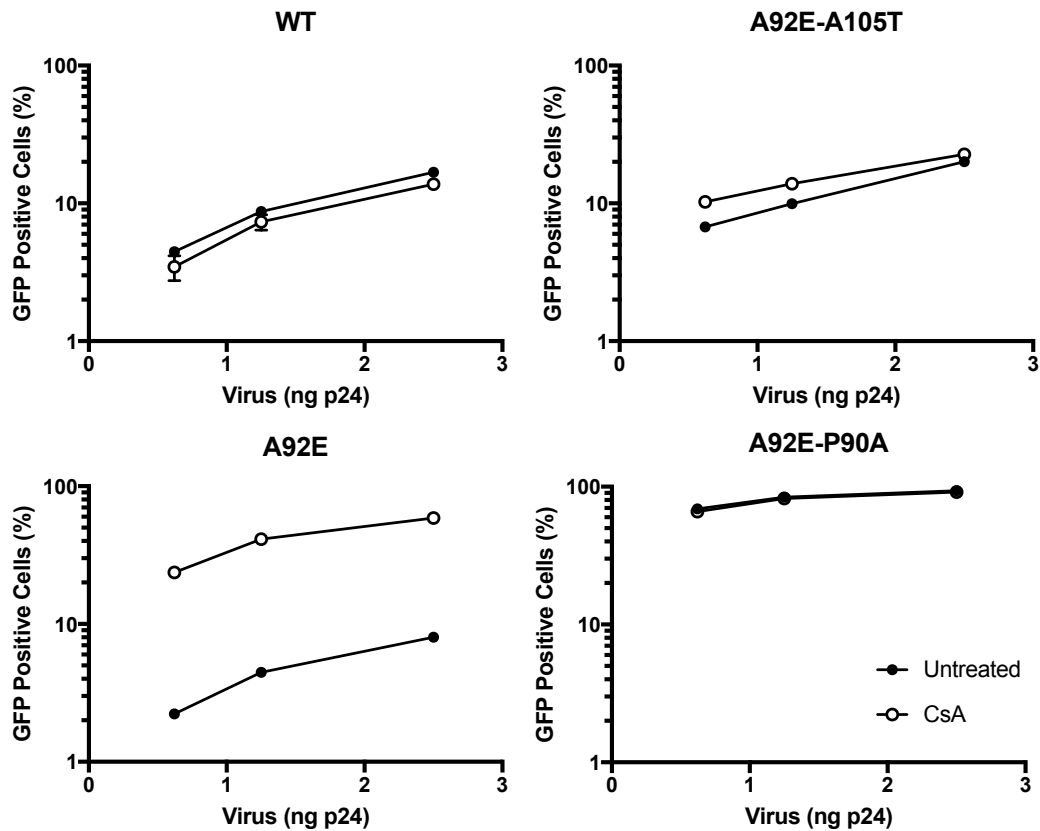 WT
100
10
1
GFP Positive Cells (%)
0 1 2 3
Virus (ng p24)
A92E-A105T
100
10
1
GFP Positive Cells (%)
0 1 2 3
Virus (ng p24)
A92E
100
10
1
GFP Positive Cells (%)
0 1 2 3
Virus (ng p24)
A92E-P90A
100
10
1
GFP Positive Cells (%)
Untreated
CsA
0 1 2 3
Virus (ng p24)